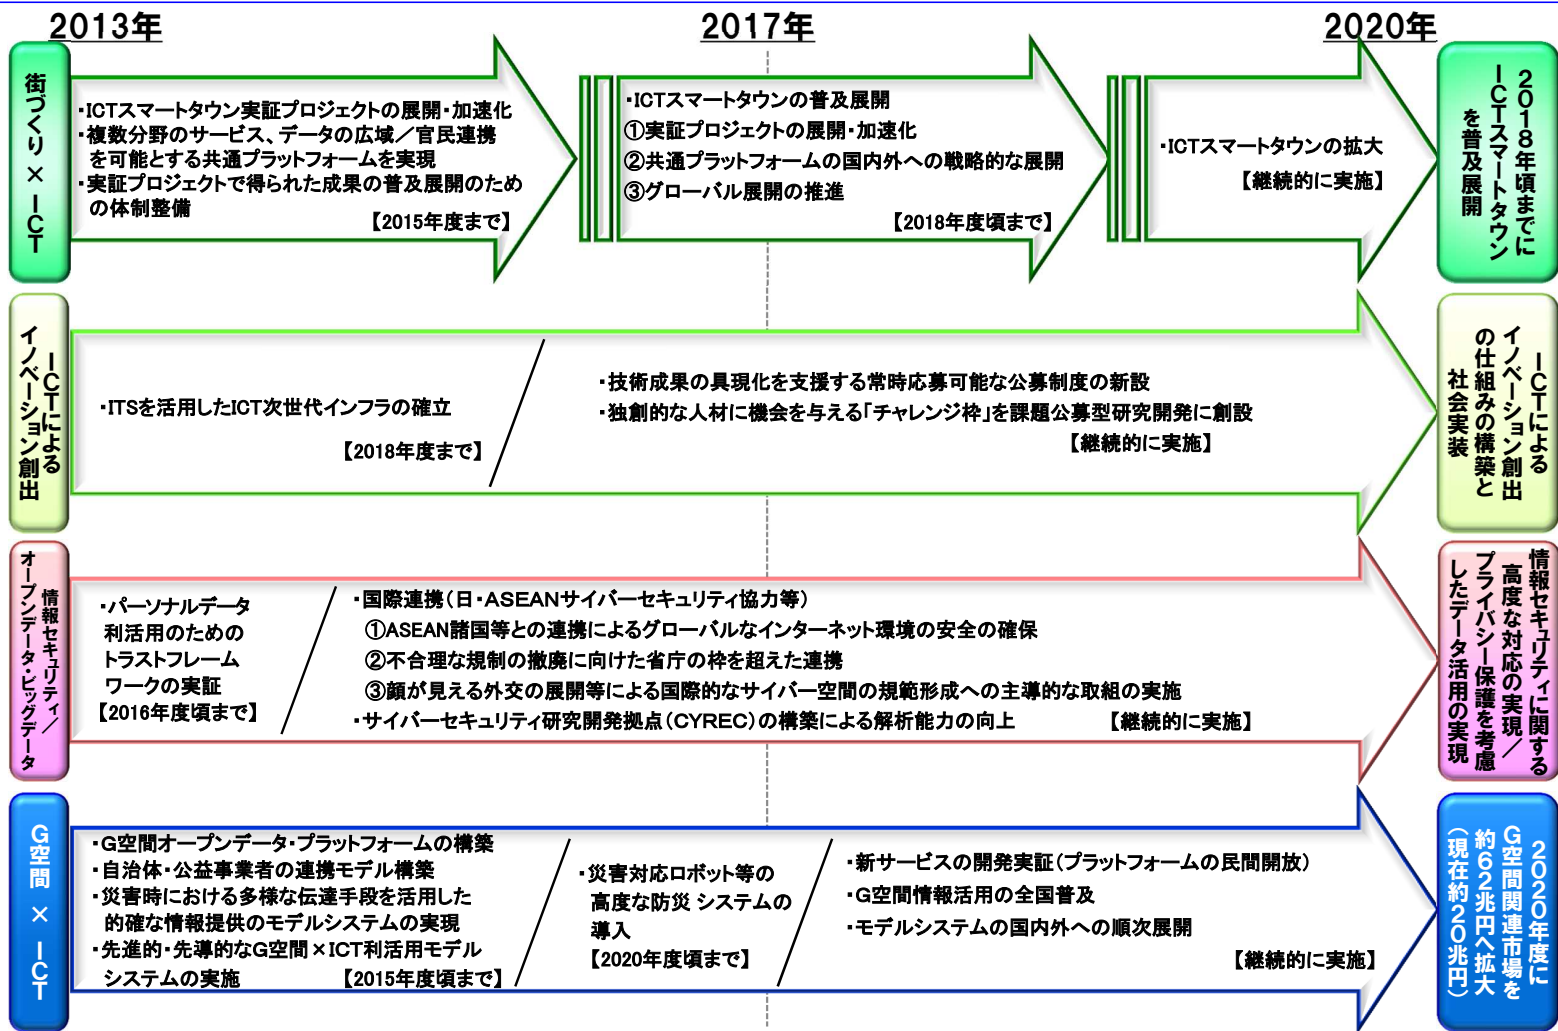 2013年
2017年
2020年
街づくり×ICT
・ICTスマートタウン実証プロジェクトの展開・加速化
・複数分野のサービス、データの広域／官民連携
を可能とする共通プラットフォームを実現
・実証プロジェクトで得られた成果の普及展開のため
の体制整備
【2015年度まで】
・ICTスマートタウンの普及展開
①実証プロジェクトの展開・加速化
②共通プラットフォームの国内外への戦略的な展開
③グローバル展開の推進
【2018年度頃まで】
・ICTスマートタウンの拡大
【継続的に実施】
2018年頃までに
ICTスマートタウン
を普及展開
ICTによる
イノベーション創出
・ITSを活用したICT次世代インフラの確立
【2018年度まで】
・技術成果の具現化を支援する常時応募可能な公募制度の新設
・独創的な人材に機会を与える「チャレンジ枠」を課題公募型研究開発に創設
【継続的に実施】
ICTによる
イノベーション創出
の仕組みの構築と
社会実装
情報セキュリティ／
オープンデータ・ビッグデータ
・パーソナルデータ
利活用のための
トラストフレーム
ワークの実証
【2016年度頃まで】
・国際連携（日・ASEANサイバーセキュリティ協力等）
①ASEAN諸国等との連携によるグローバルなインターネット環境の安全の確保
②不合理な規制の撤廃に向けた省庁の枠を超えた連携
③顔が見える外交の展開等による国際的なサイバー空間の規範形成への主導的な取組の実施
・サイバーセキュリティ研究開発拠点（CYREC）の構築による解析能力の向上 【継続的に実施】
情報セキュリティに関する
高度な対応の実現／
プライバシー保護を考慮
したデータ活用の実現
G空間×ICT
・G空間オープンデータ・プラットフォームの構築
・自治体・公益事業者の連携モデル構築
・災害時における多様な伝達手段を活用した
的確な情報提供のモデルシステムの実現
・先進的・先導的なG空間×ICT利活用モデル
システムの実施 【2015年度頃まで】
・災害対応ロボット等の
高度な防災 システムの
導入
【2020年度頃まで】
・新サービスの開発実証（プラットフォームの民間開放）
・G空間情報活用の全国普及
・モデルシステムの国内外への順次展開
【継続的に実施】
2020年度に
G空間関連市場を
約62兆円へ拡大
（現在約20兆円）